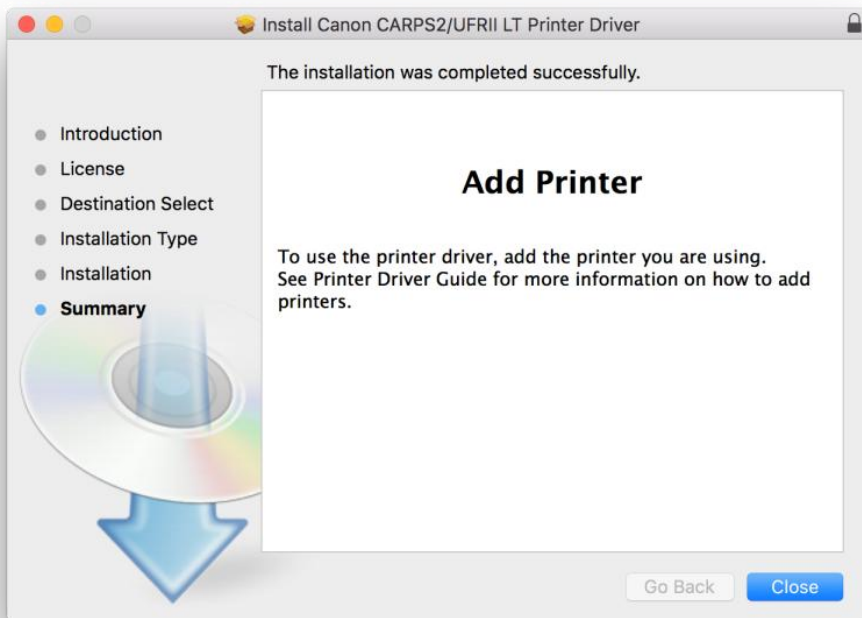 Install Canon CARPS2/UFRII LT Printer Driver
The installation was completed successfully.
Introduction
License
Destination Select
Installation Type
Installation
Summary
Add Printer
To use the printer driver, add the printer you are using.
See Printer Driver Guide for more information on how to add
printers.
Go Back
Close